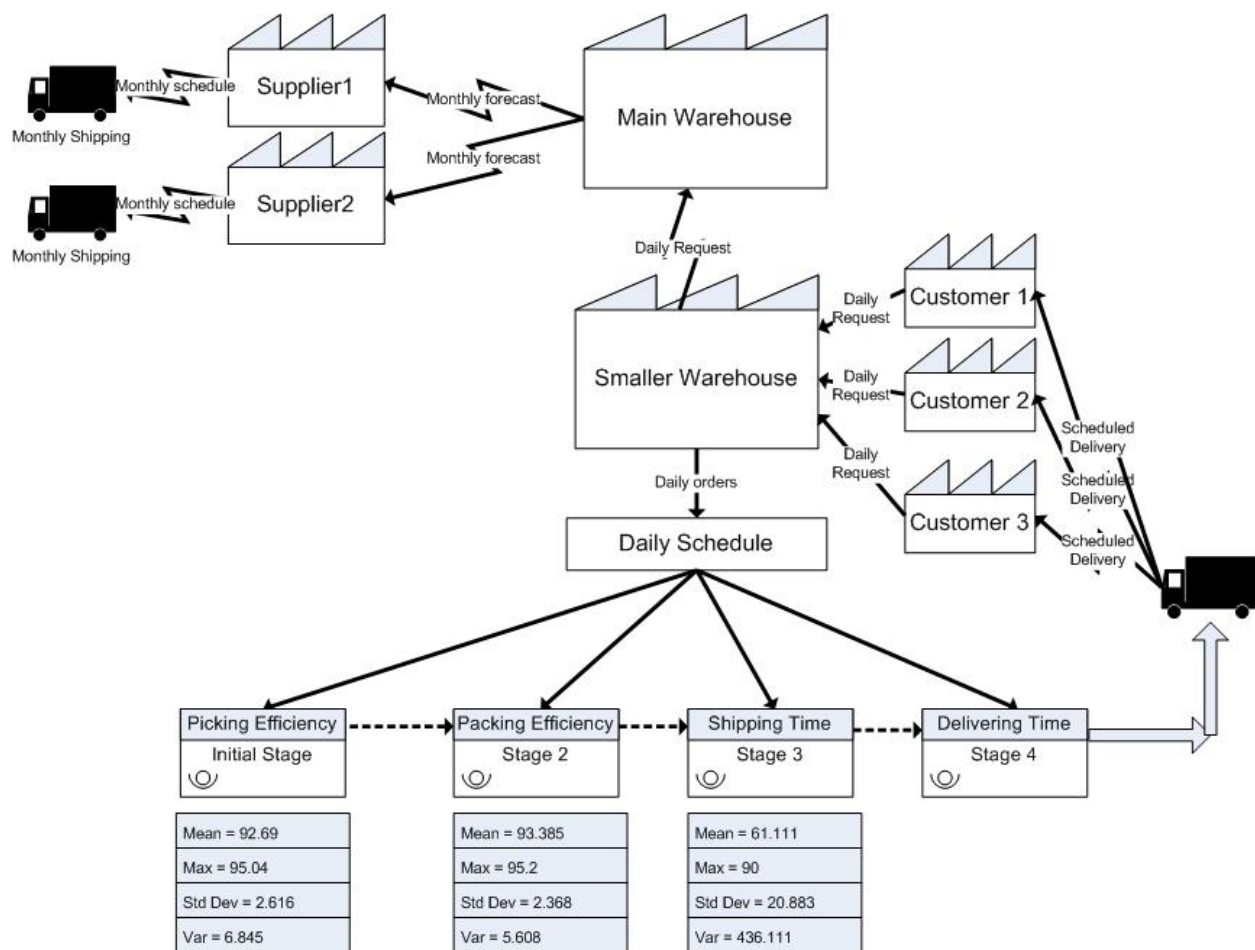 Supplier1
Main Warehouse
Monthly schedule
Monthly forecast
Monthly Shipping
Monthly forecast
Supplier2
Monthly schedule
Monthly Shipping
Daily Request
Customer 1
Daily
Request
Smaller Warehouse
Daily
Request
Customer 2
Scheduled
Delivery
Daily
Request
Daily orders
Scheduled
Delivery
Customer 3
Daily Schedule
Scheduled
Delivery
Picking Efficiency
Initial Stage
Packing Efficiency
Stage 2
Shipping Time
Stage 3
Delivering Time
Stage 4
Mean = 92.69
Max = 95.04
Std Dev = 2.616
Var = 6.845
Mean = 93.385
Max = 95.2
Std Dev = 2.368
Var = 5.608
Mean = 61.111
Max = 90
Std Dev = 20.883
Var = 436.111